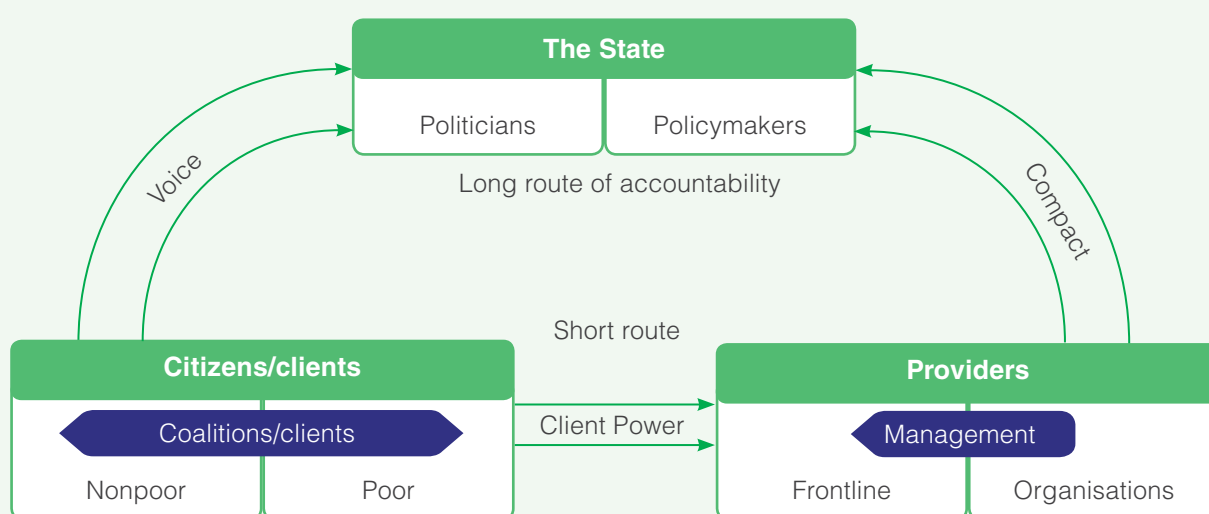 The State
Politicians
Policymakers
Long route of accountability
Voice
Compact
Short route
Citizens/clients
Client Power
Providers
Coalitions/clients
Management
Nonpoor
Poor
Frontline
Organisations